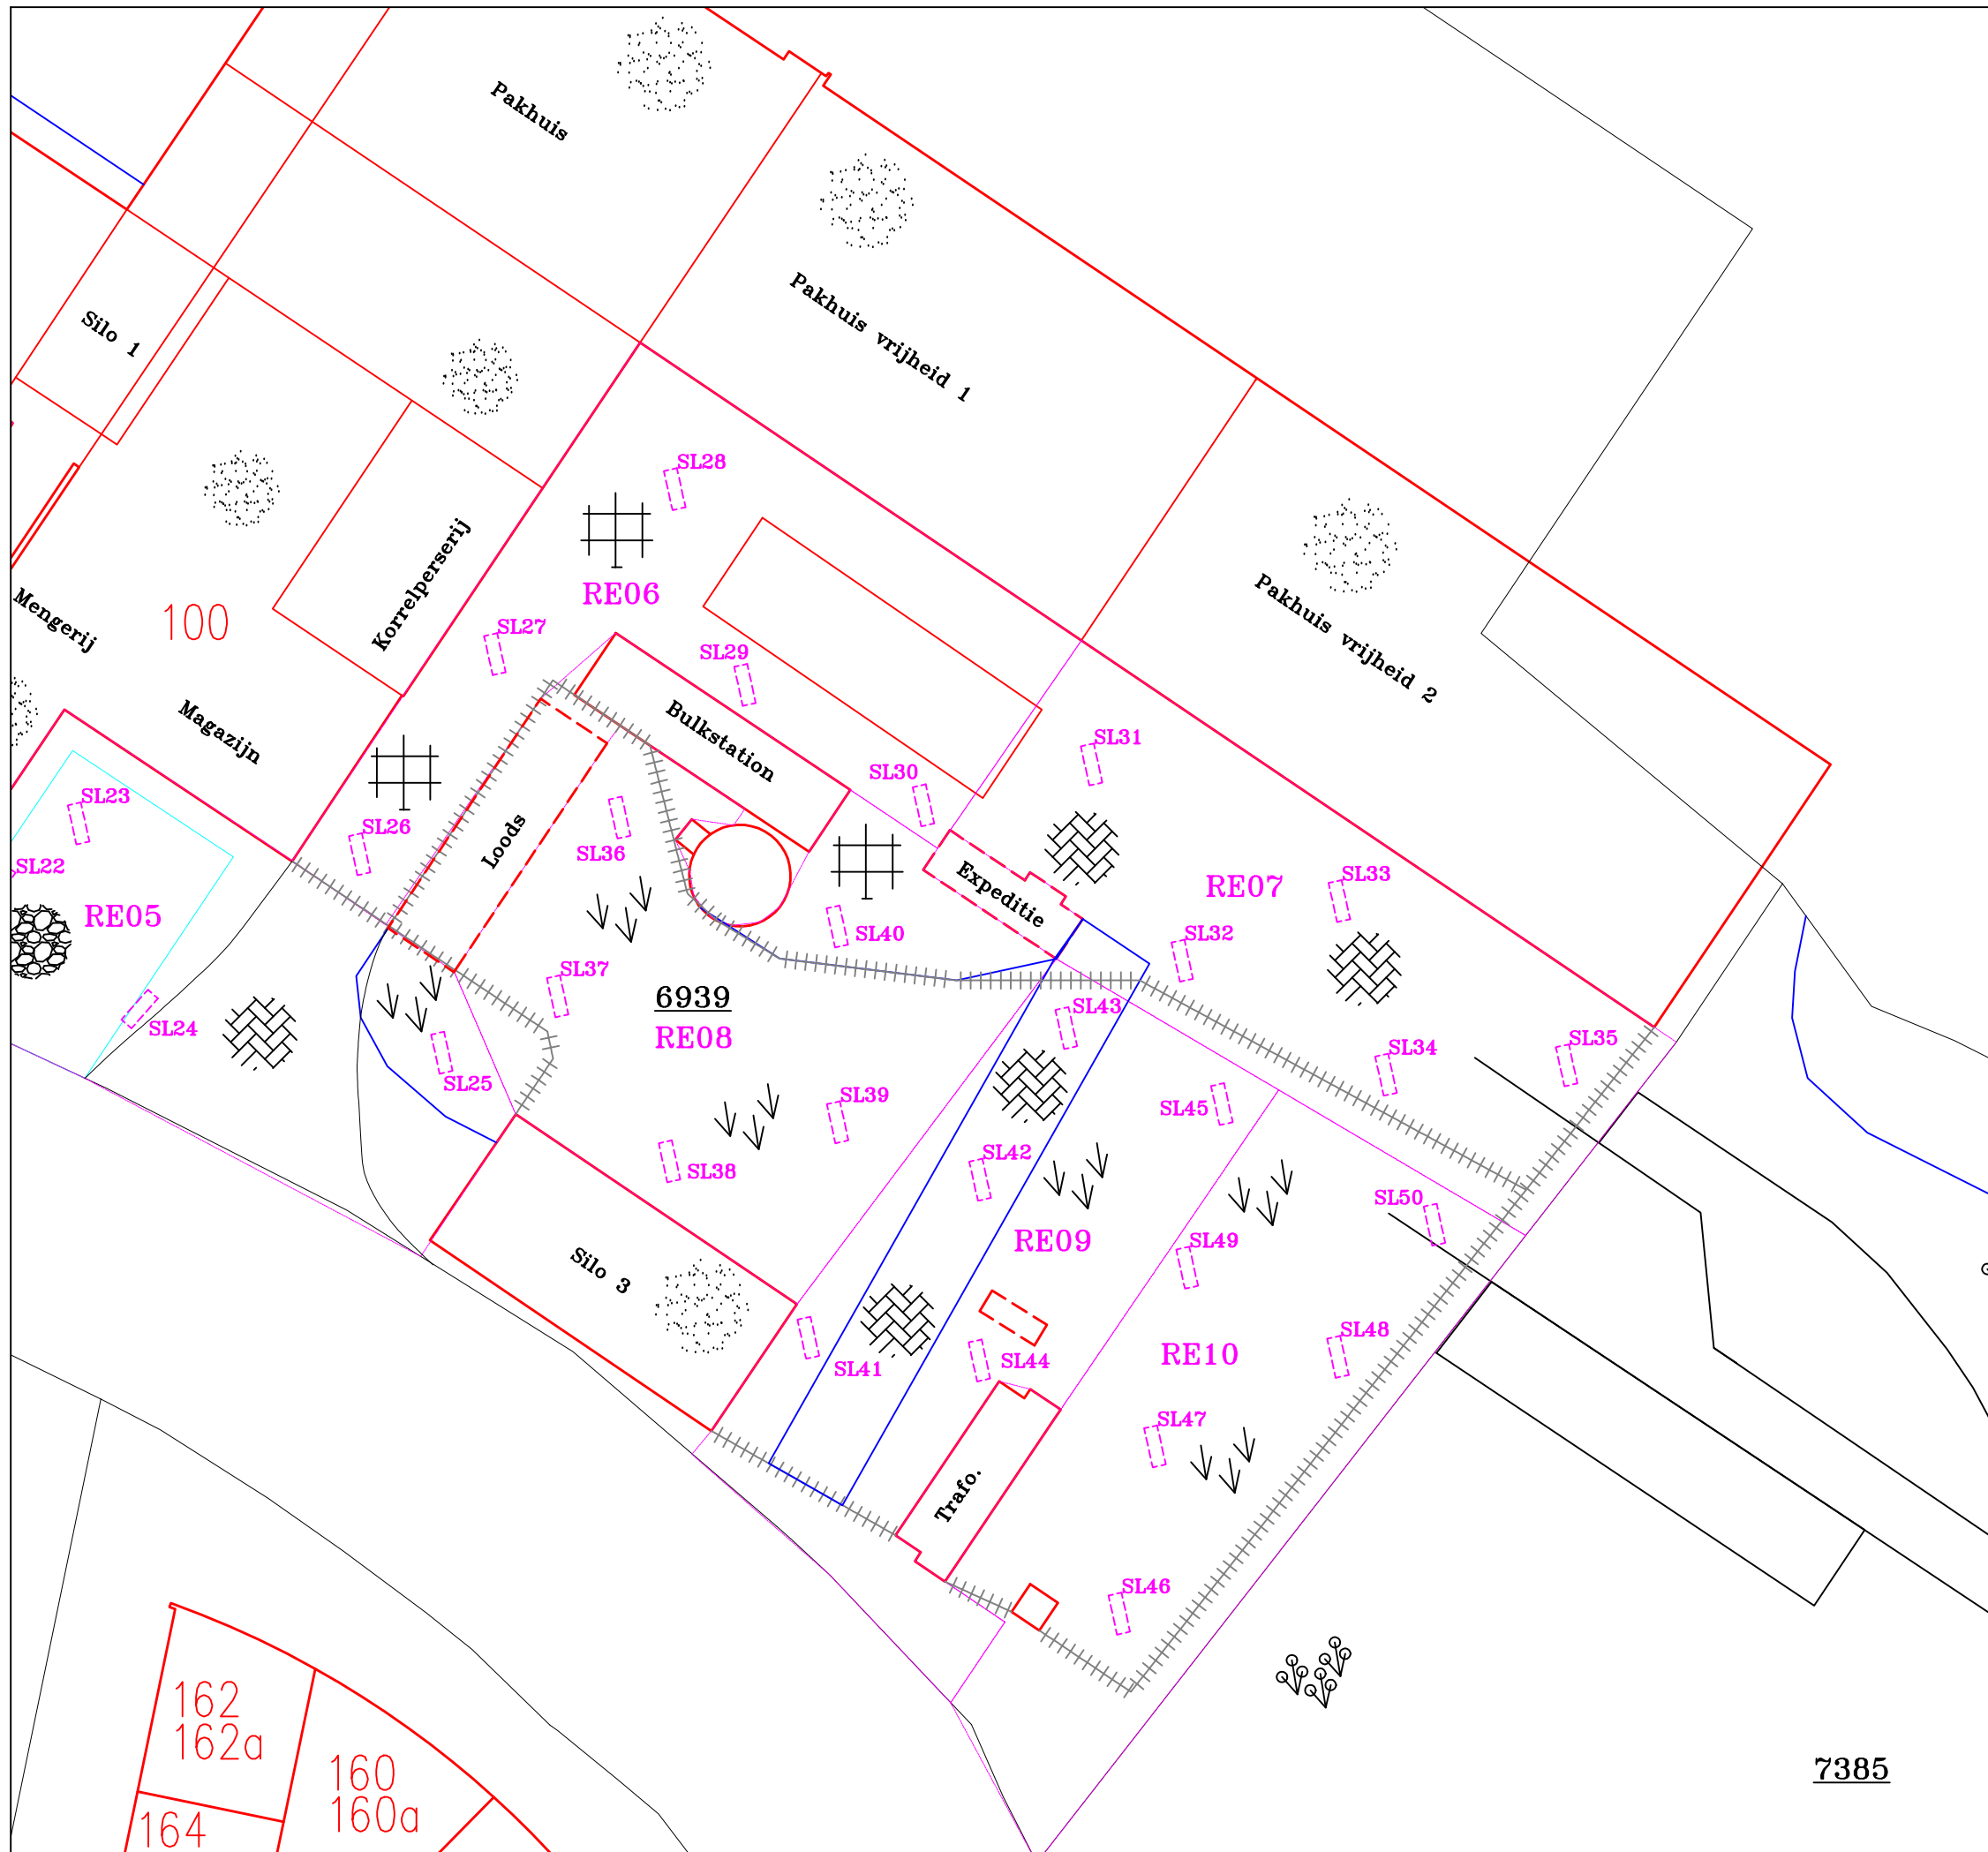 Pakhuis
Pakhuis vrijheid 1
Silo 1
SL28
Korrelperserij
RE06
Mengerij
100
SL27
SL29
Pakhuis vrijheid 2
Magazijn
Bulkstation
SL31
SL30
SL23
SL26
Loods
SL36
SL22
RE05
Expeditie
RE07
SL33
SL40
SL32
SL37
6939
SL43
SL24
RE08
SL34
SL35
SL25
SL39
SL45
SL42
SL38
SL50
RE09
SL49
Silo 3
SL41
SL44
RE10
SL48
SL47
Trafo.
SL46
162
162a
160
160a
164
7385